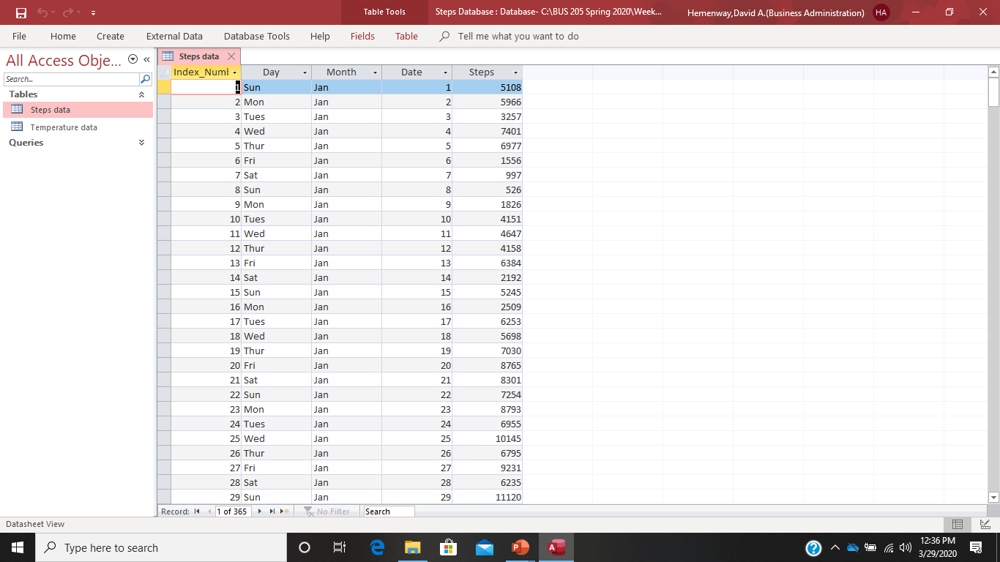 Table Tools Steps Database : Database- C:\BUS 205 Spring 2020\Week... Hemenway,David A.(Business Administration) HA
File Home Create External Data Database Tools Help Fields Table Tell me what you want to do
All Access Obje...
Search...
Tables
Steps data
Temperature data
Queries
Steps data
Index_Numb Day Month Date Steps
1 Sun Jan 1 5108
2 Mon Jan 2 5966
3 Tues Jan 3 3257
4 Wed Jan 4 7401
5 Thur Jan 5 6977
6 Fri Jan 6 1556
7 Sat Jan 7 997
8 Sun Jan 8 526
9 Mon Jan 9 1826
10 Tues Jan 10 4151
11 Wed Jan 11 4647
12 Thur Jan 12 4158
13 Fri Jan 13 6384
14 Sat Jan 14 2192
15 Sun Jan 15 5245
16 Mon Jan 16 2509
17 Tues Jan 17 6253
18 Wed Jan 18 5698
19 Thur Jan 19 7030
20 Fri Jan 20 8765
21 Sat Jan 21 8301
22 Sun Jan 22 7254
23 Mon Jan 23 8793
24 Tues Jan 24 6955
25 Wed Jan 25 10145
26 Thur Jan 26 6795
27 Fri Jan 27 9231
28 Sat Jan 28 6235
29 Sun Jan 29 11120
Record: 1 of 365 No Filter Search
Datasheet View
Type here to search
12:36 PM
3/29/2020